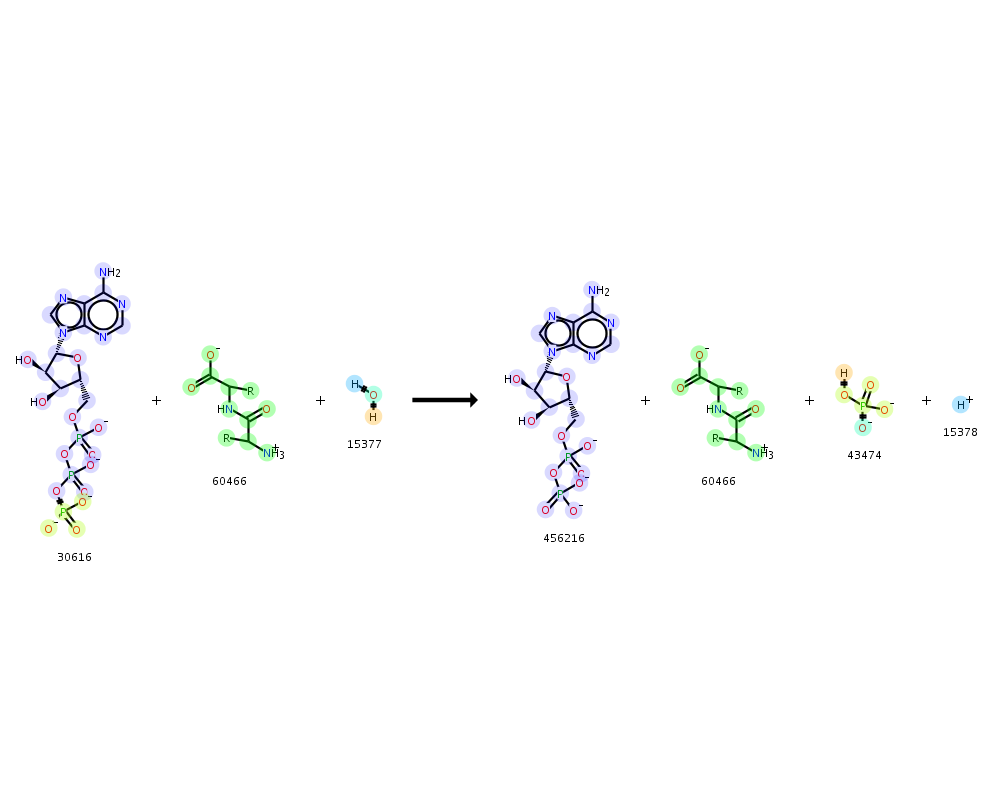 NH2
N N
N N
HO O
HO
O
P O-
O O-
P
O O O-
P
O- O
30616
+
O-
O
R
HN O
R
NH3+
60466
+
H O
H
15377
NH2
N N
N N
HO O
HO
O
P O-
O O
P O-
O O-
456216
+
O-
O
R
HN O
R
NH3+
60466
+
H
O O
P O-
O-
43474
+
H+
15378